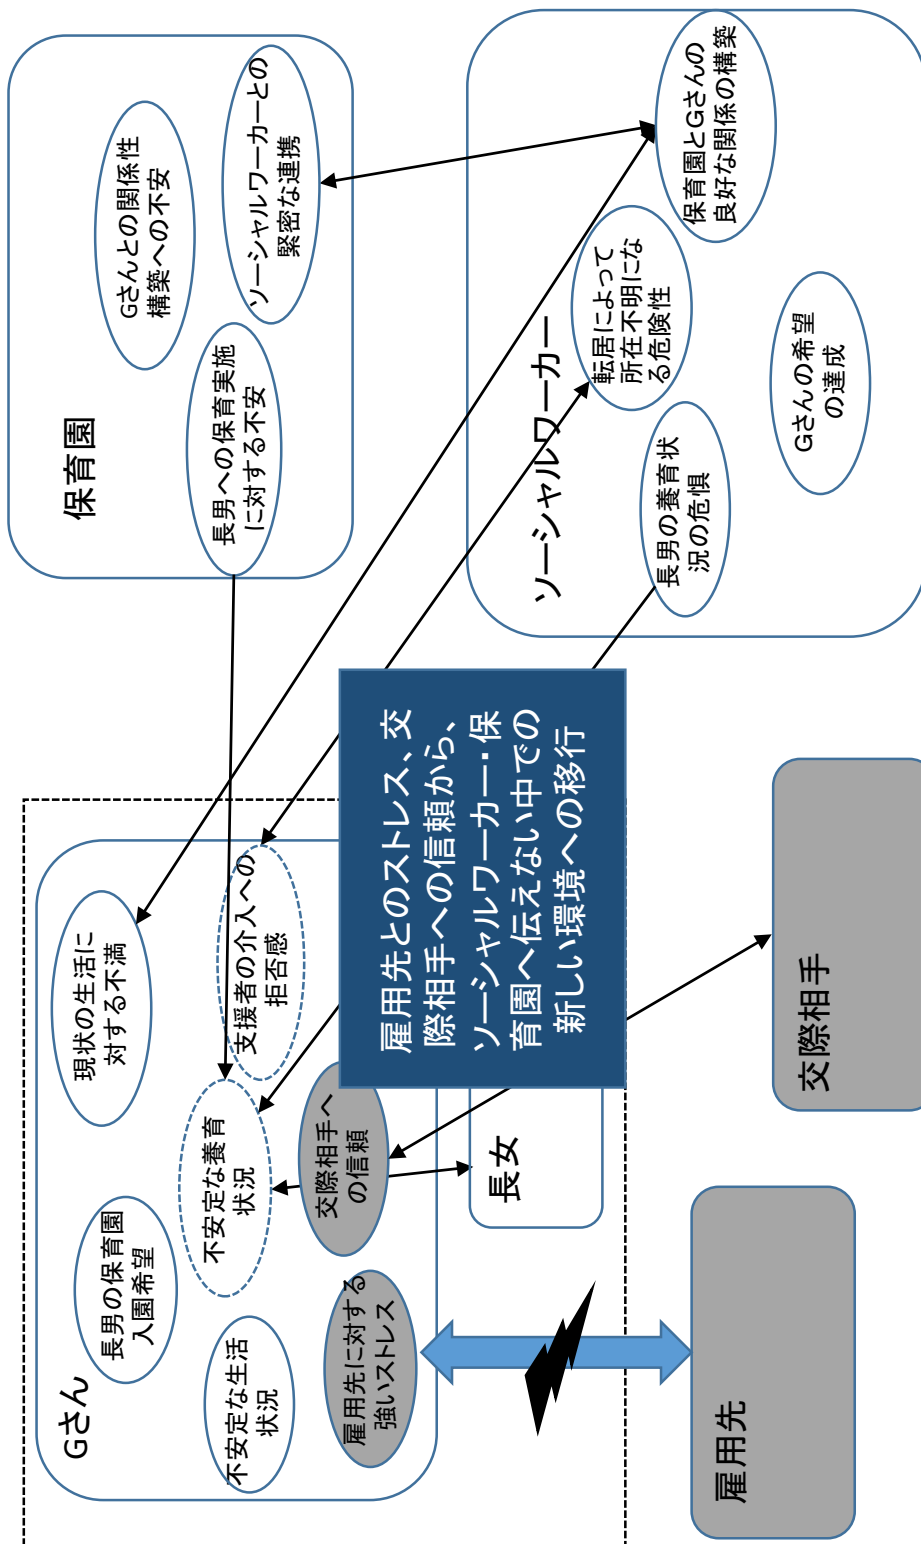 Gさん
長男の保育園
入園希望
現状の生活に
対する不満
不安定な生活
状況
不安定な養育
状況
支援者の介入への
拒否感
雇用先に対する
強いストレス
交際相手へ
の信頼
長女
雇用先とのストレス、交
際相手への信頼から、
ソーシャルワーカー・保
育園へ伝えない中での
新しい環境への移行
保育園
Gさんとの関係性
構築への不安
長男への保育実施
に対する不安
ソーシャルワーカーとの
緊密な連携
ソーシャルワーカー
転居によって
所在不明にな
る危険性
保育園とGさんの
良好な関係の構築
長男の養育状
況の危惧
Gさんの希望
の達成
雇用先
交際相手